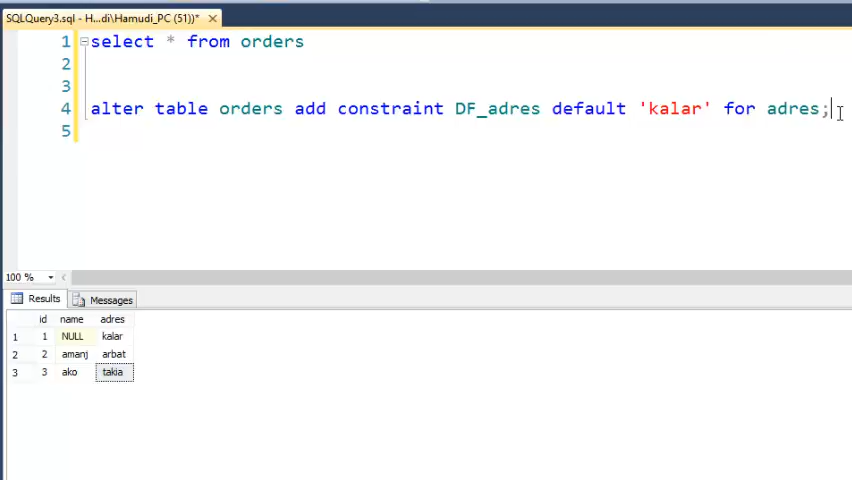 SQLQuery3.sql - H...di\Hamudi_PC (51))* ×
1 select * from orders
2
3
4 alter table orders add constraint DF_adres default 'kalar' for adres;
5
100 %
Results Messages
id name adres
1 1 NULL kalar
2 2 amanj arbat
3 3 ako takia